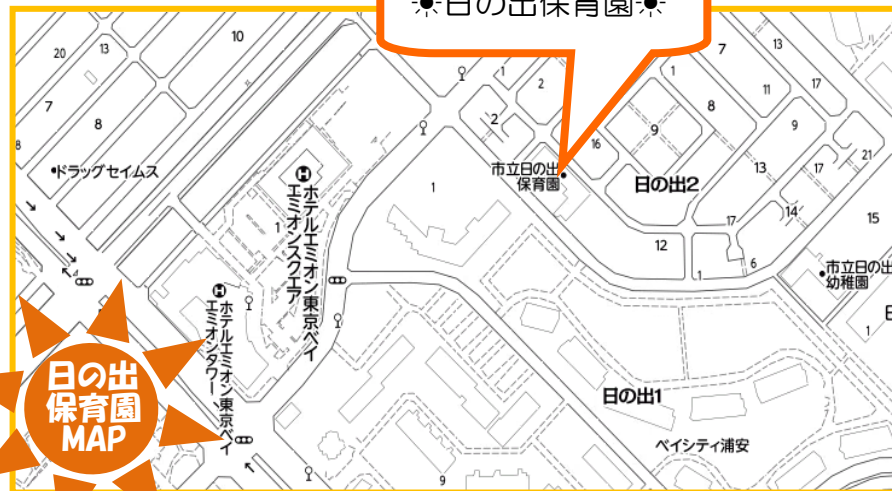 ☀日の出保育園☀
20
13
10
7
8
8
ドラッグセイムス
1
2
2
1
7
13
11
17
8
9
9
16
市立日の出
保育園
日の出2
13
17
21
14
15
17
12
1
6
市立日の出
幼稚園
1
1
ホテルエミオン東京ベイ
エミオンスクエア
ホテルエミオン東京ベイ
エミオンタワー
日の出1
ベイシティ浦安
9
日の出
保育園
MAP